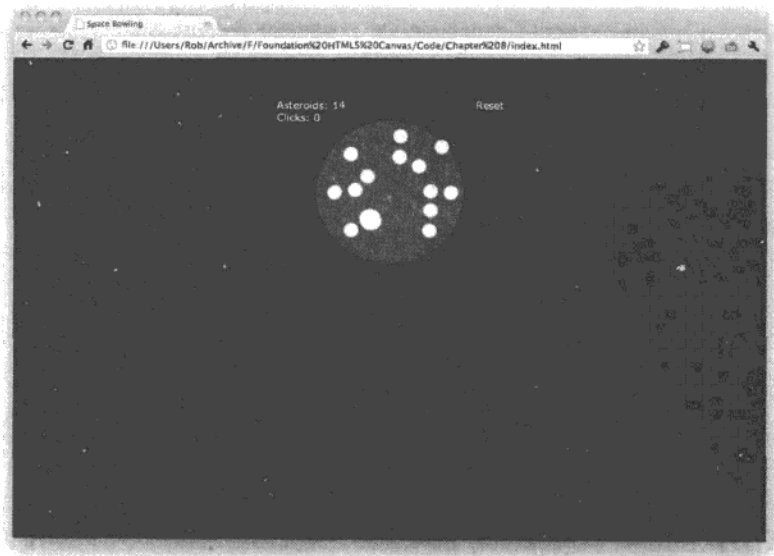 Space Bowling
file:///Users/Rob/Archive/F/Foundation%20HTML5%20Canvas/Code/Chapter%208/index.html
Asteroids: 14 Reset
Clicks: 0